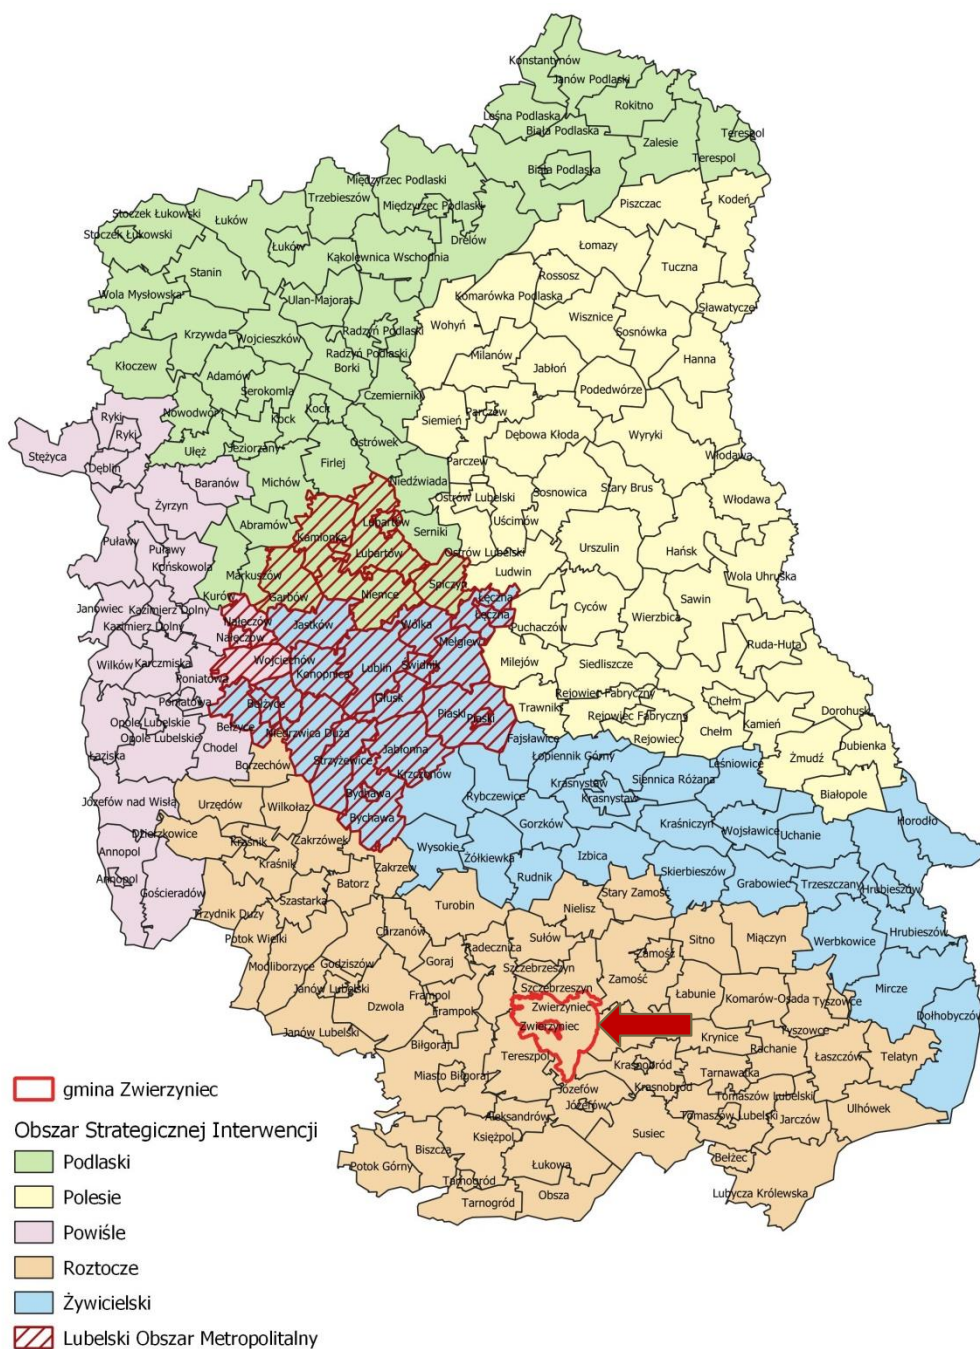 Konstantynów
Janów Podlaski
Rokitno
Leśna Podlaska
Biała Podlaska
Terespol
Zalesie
Terespol
Biała Podlaska
Międzyrzec Podlaski
Trzebieszów
Międzyrzec Podlaski
Piszczac
Kodeń
Stoczek Łukowski
Łuków
Stoczek Łukowski
Łuków
Drelów
Łomazy
Kąkolewnica Wschodnia
Tuczna
Stanin
Rossosz
Wola Mysłowska
Ulan-Majorat
Komarówka Podlaska
Sławatycze
Wisznice
Wohyń
Sosnówka
Krzywda
Wojcieszków
Radzyń Podlaski
Radzyń Podlaski
Milanów
Hanna
Kłoczew
Borki
Jabłoń
Adamów
Podedwórze
Serokomla
Czemierniki
Nowodwór
Kock
Kock
Parczew
Ryki
Siemień
Ryki
Dębowa Kłoda
Wyryki
Stężyca
Ułęż
Jeziorzany
Ostrówek
Włodawa
Dęblin
Firlej
Parczew
Baranów
Michów
Niedźwiada
Ostrów Lubelski
Sosnowica
Stary Brus
Włodawa
Żyrzyn
Abramów
Lubartów
Uścimów
Kamionka
Serniki
Puławy
Puławy
Lubartów
Ostrów Lubelski
Urszulin
Hańsk
Końskowola
Markuszów
Ludwin
Wola Uhruska
Kurów
Garbów
Niemce
Spiczyn
Łęczna
Sawin
Janowiec
Kazimierz Dolny
Cyców
Wierzbica
Nałęczów
Jastków
Wólka
Łęczna
Kazimierz Dolny
Nałęczów
Puchaczów
Mełgiew
Ruda-Huta
Wilków
Karczmiska
Wojciechów
Lublin
Świdnik
Milejów
Siedliszcze
Poniatowa
Konopnica
Poniatowa
Bełżyce
Głusk
Rejowiec Fabryczny
Chełm
Dorohusk
Opole Lubelskie
Piaski
Piaski
Trawniki
Rejowiec Fabryczny
Kamień
Opole Lubelskie
Bełżyce
Niedrzwica Duża
Fajsławice
Rejowiec
Chełm
Dubienka
Łaziska
Chodel
Jabłonna
Łopiennik Górny
Leśniowice
Żmudź
Borzechów
Strzyżewice
Krzczonów
Krasnystaw
Siennica Różana
Józefów nad Wisłą
Urzędów
Wilkołaz
Bychawa
Rybczewice
Krasnystaw
Białopole
Bychawa
Gorzków
Kraśniczyn
Wojsławice
Uchanie
Horodło
Dzierzkowice
Kraśnik
Zakrzówek
Wysokie
Annopol
Kraśnik
Zakrzew
Żółkiewka
Izbica
Annopol
Batorz
Rudnik
Skierbieszów
Grabowiec
Trzeszczany
Hrubieszów
Gościeradów
Szastarka
Turobin
Nielisz
Stary Zamość
Trzydnik Duży
Chrzanów
Potok Wielki
Radecznica
Sułów
Sitno
Miączyn
Werbkowice
Hrubieszów
Modliborzyce
Godziszów
Goraj
Szczebrzeszyn
Zamość
Zamość
Janów Lubelski
Dzwola
Frampol
Szczebrzeszyn
Łabunie
Komarów-Osada
Tyszowce
Mircze
Frampol
Zwierzyniec
Dołhobyczów
Janów Lubelski
Zwierzyniec
Krynice
Tyszowce
Biłgoraj
Tereszpol
Rachanie
Łaszczów
Telatyn
Miasto Biłgoraj
Krasnobród
Tarnawatka
Józefów
Krasnobród
Tomaszów Lubelski
Józefów
Ulhówek
Aleksandrów
Tomaszów Lubelski
Jarczów
Księżpol
Susiec
Biszcza
Bełżec
Potok Górny
Łukowa
Tarnogród
Obsza
Lubycza Królewska
Tarnogród
gmina Zwierzyniec
Obszar Strategicznej Interwencji
Podlaski
Polesie
Powiśle
Roztocze
Żywicielski
Lubelski Obszar Metropolitalny